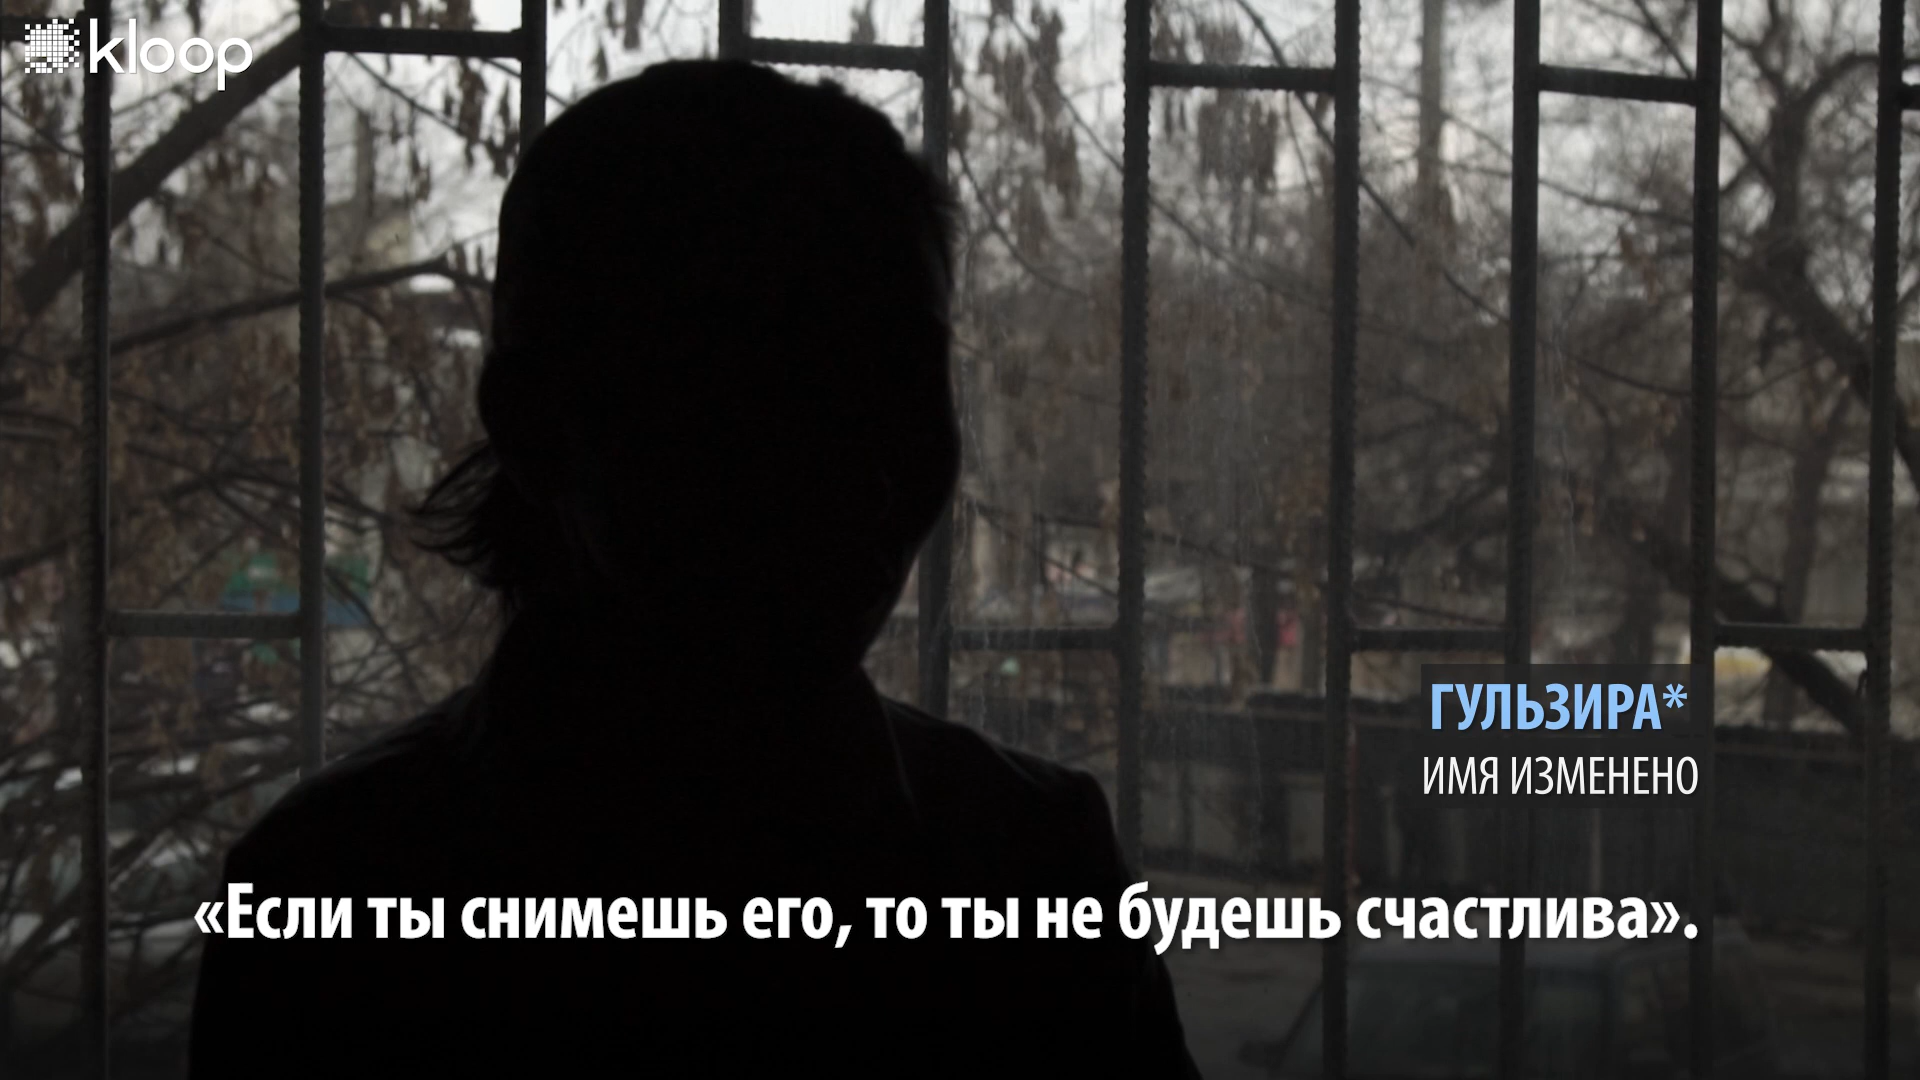 kloop
ГУЛЬЗИРА*
ИМЯ ИЗМЕНЕНО
«Если ты снимешь его, то ты не будешь счастлива».